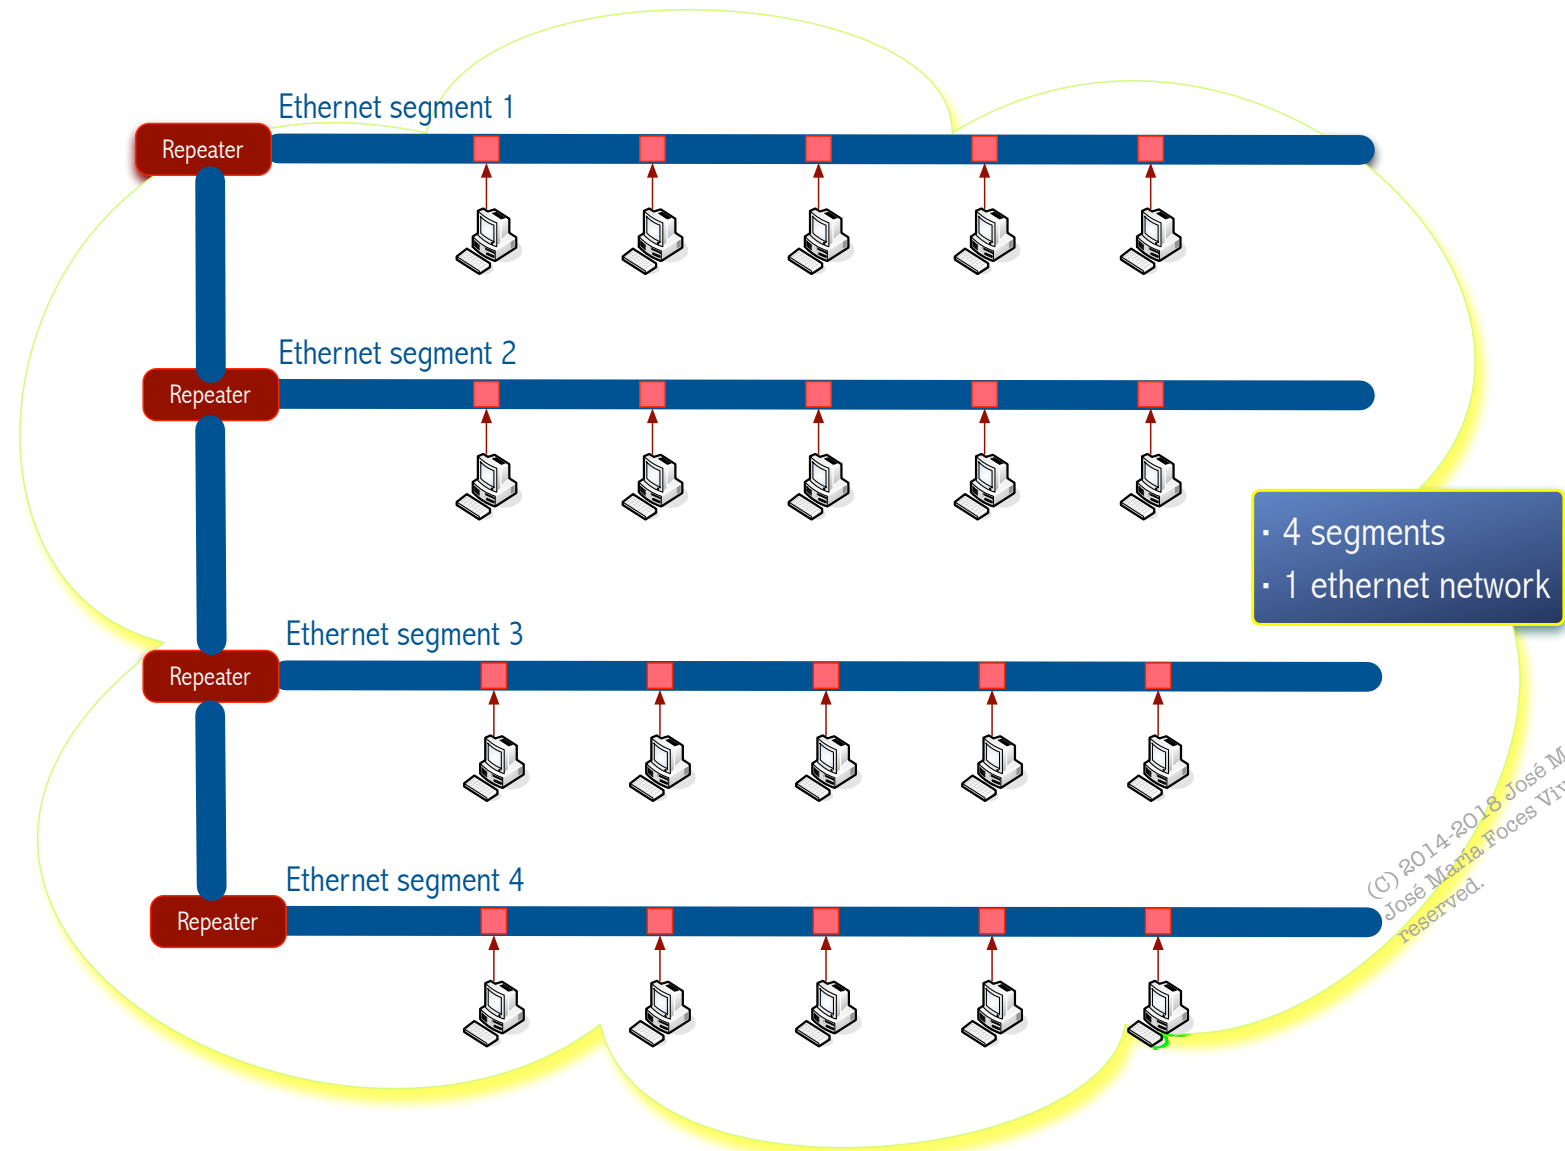 Ethernet segment 1
Repeater
Ethernet segment 2
Repeater
· 4 segments
· 1 ethernet network
Ethernet segment 3
Repeater
(C) 2014-2018 José M
José María Foces Viv
reserved.
Ethernet segment 4
Repeater